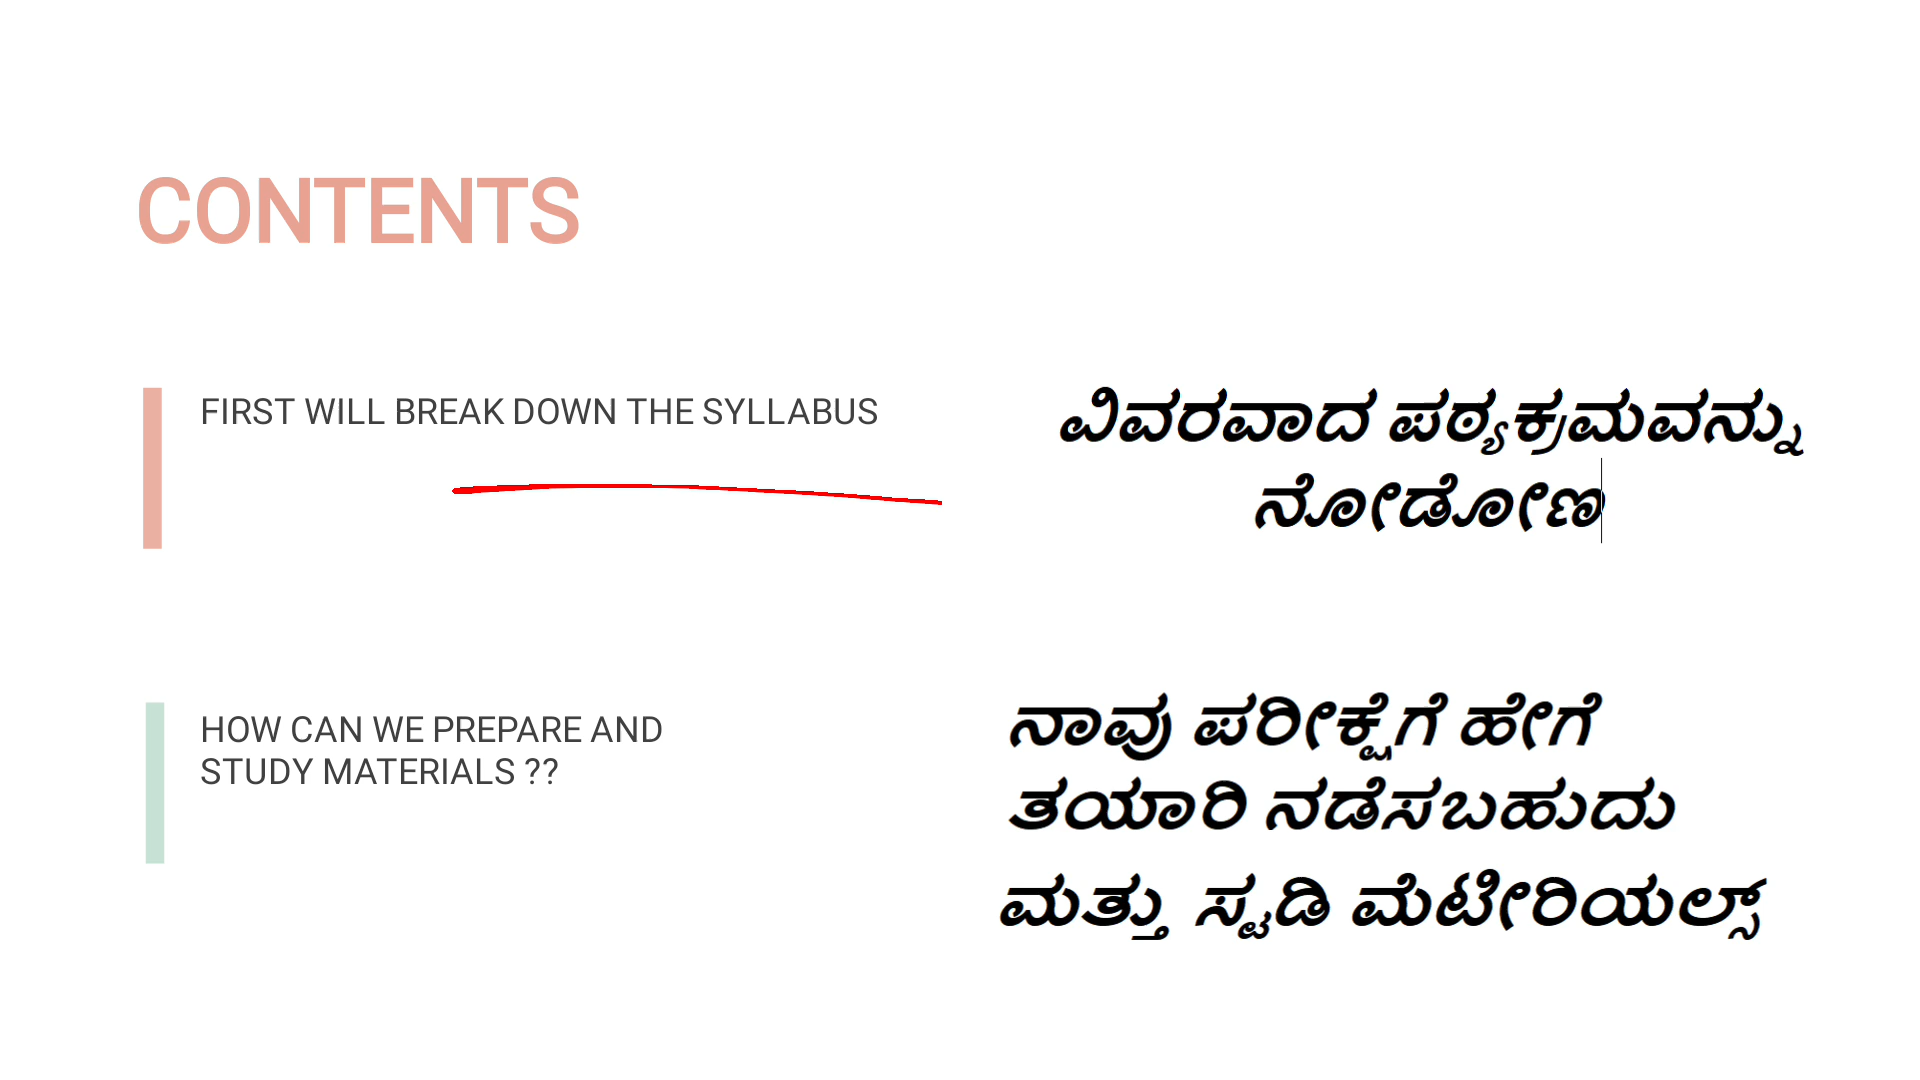 CONTENTS
FIRST WILL BREAK DOWN THE SYLLABUS
ವಿವರವಾದ ಪಠ್ಯಕ್ರಮವನ್ನು
ನೋಡೋಣ
HOW CAN WE PREPARE AND
STUDY MATERIALS ??
ನಾವು ಪರೀಕ್ಷೆಗೆ ಹೇಗೆ
ತಯಾರಿ ನಡೆಸಬಹುದು
ಮತ್ತು ಸ್ಟಡಿ ಮೆಟೀರಿಯಲ್ಸ್